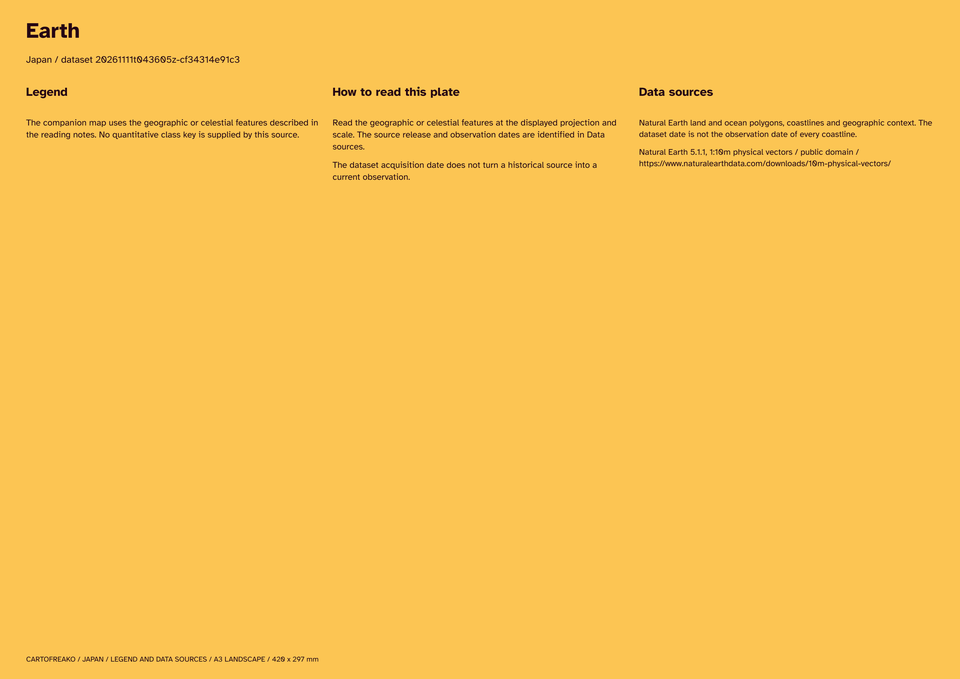 Earth
Japan / dataset 20261111t043605z-cf34314e91c3
Legend
The companion map uses the geographic or celestial features described in
the reading notes. No quantitative class key is supplied by this source.
How to read this plate
Read the geographic or celestial features at the displayed projection and
scale. The source release and observation dates are identified in Data
sources.
The dataset acquisition date does not turn a historical source into a
current observation.
Data sources
Natural Earth land and ocean polygons, coastlines and geographic context. The
dataset date is not the observation date of every coastline.
Natural Earth 5.1.1, 1:10m physical vectors / public domain /
https://www.naturalearthdata.com/downloads/10m-physical-vectors/
CARTOFREAKO / JAPAN / LEGEND AND DATA SOURCES / A3 LANDSCAPE / 420 x 297 mm